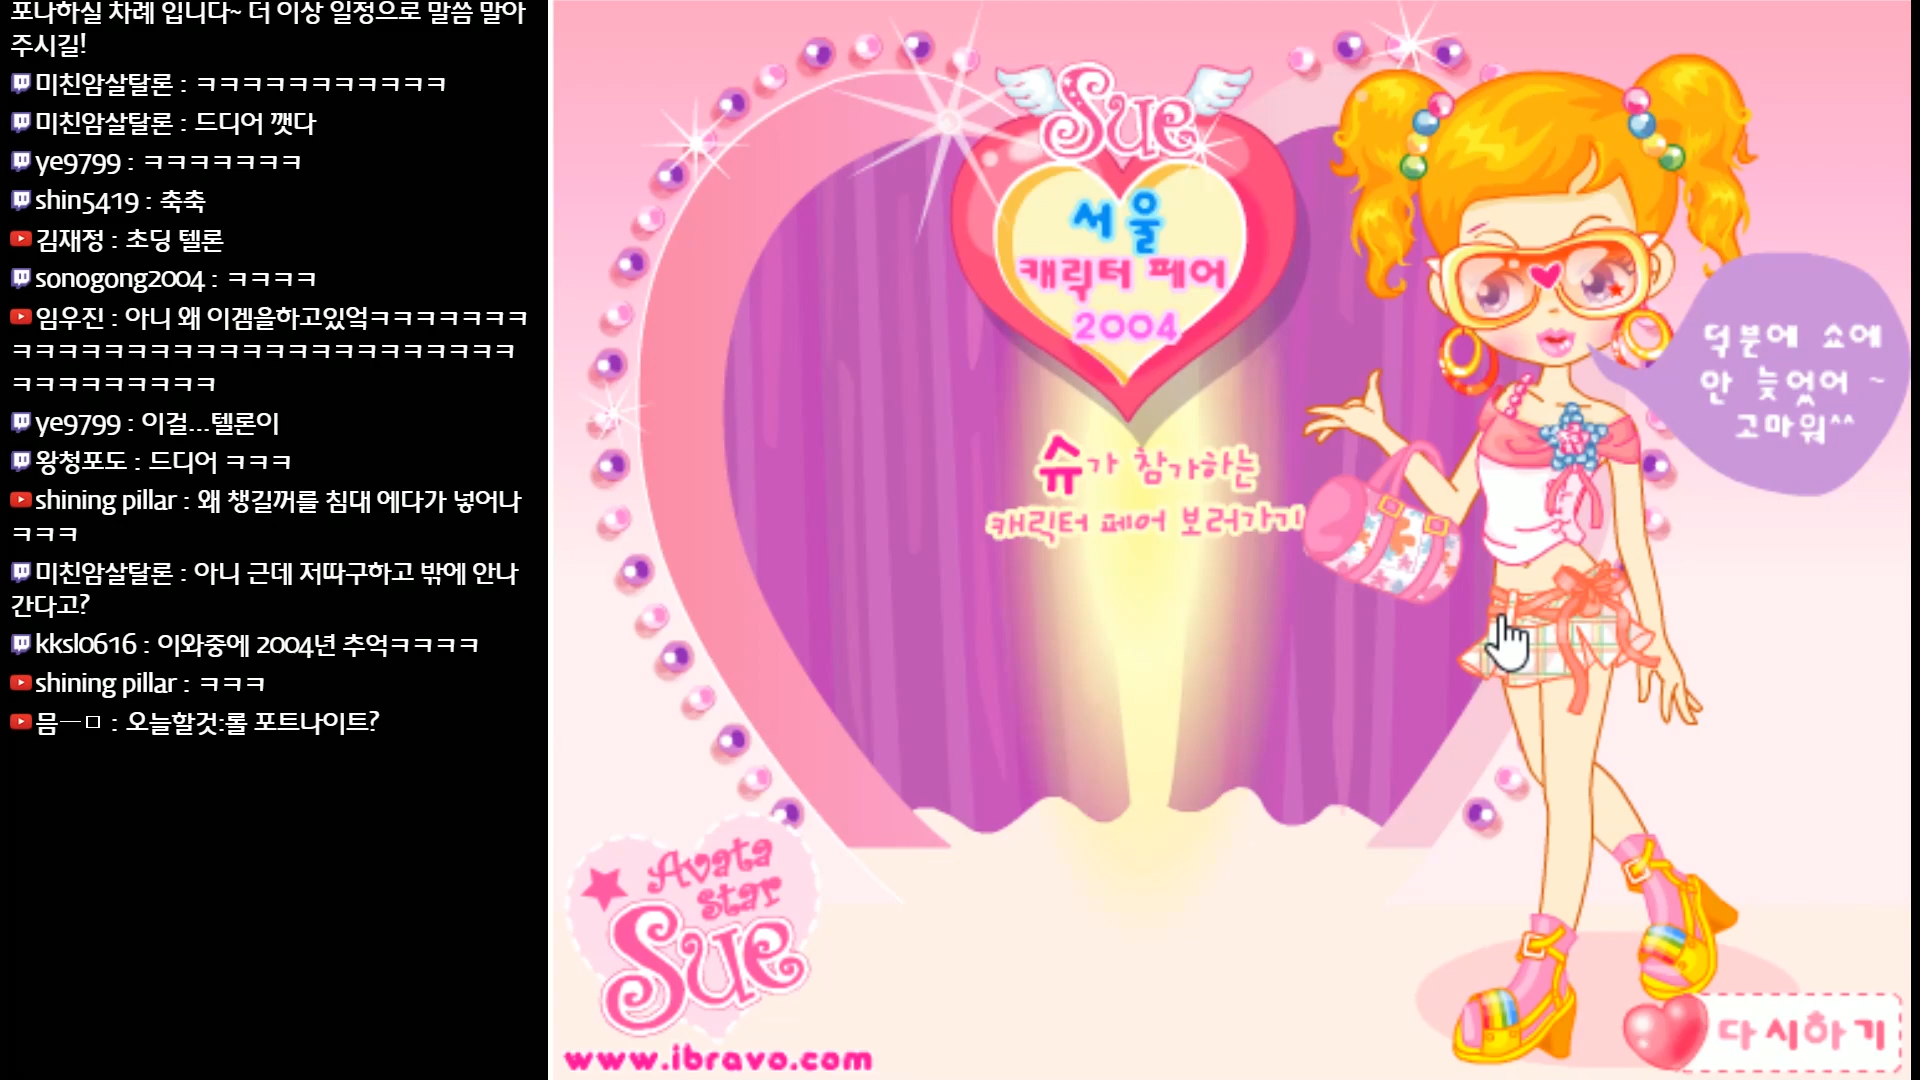 포나하실 차례 입니다~ 더 이상 일정으로 말씀 말아
주시길!
미친암살탈론 : ㅋㅋㅋㅋㅋㅋㅋㅋㅋㅋㅋ
미친암살탈론 : 드디어 깻다
ye9799 : ㅋㅋㅋㅋㅋㅋㅋ
shin5419 : 축축
김재정 : 초딩 텔론
sonogong2004 : ㅋㅋㅋㅋ
임우진 : 아니 왜 이겜을하고있엌ㅋㅋㅋㅋㅋㅋㅋ
ㅋㅋㅋㅋㅋㅋㅋㅋㅋㅋㅋㅋㅋㅋㅋㅋㅋㅋㅋㅋㅋㅋ
ㅋㅋㅋㅋㅋㅋㅋㅋㅋ
ye9799 : 이걸...텔론이
왕청포도 : 드디어 ㅋㅋㅋ
shining pillar : 왜 챙길꺼를 침대 에다가 넣어나
ㅋㅋㅋ
미친암살탈론 : 아니 근데 저따구하고 밖에 안나
간다고?
kksl0616 : 이와중에 2004년 추억ㅋㅋㅋㅋ
shining pillar : ㅋㅋㅋ
믐ㅡㅁ : 오늘할것:롤 포트나이트?
Sue
서울
캐릭터 페어
2004
슈가 참가하는
캐릭터 페어 보러가기
덕분에 쇼에
안 늦었어 ~
고마워^^
Avata
star
Sue
www.ibravo.com
다시하기